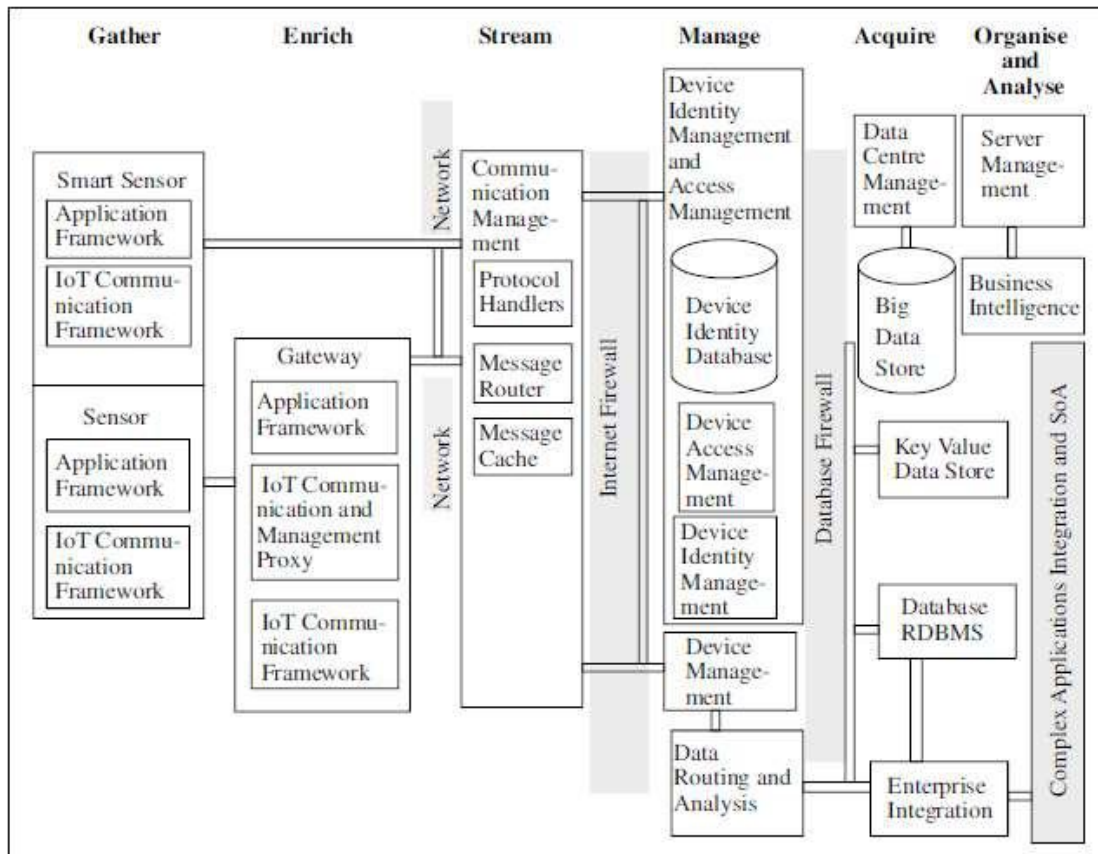 Gather
Enrich
Stream
Manage
Acquire
Organise
and
Analyse
Smart Sensor
Application
Framework
IoT Commu-
nication
Framework
Sensor
Application
Framework
IoT Commu-
nication
Framework
Gateway
Application
Framework
IoT Commu-
nication and
Management
Proxy
IoT Commu-
nication
Framework
Network
Network
Commu-
nication
Manage-
ment
Protocol
Handlers
Message
Router
Message
Cache
Internet Firewall
Device
Identity
Management
and
Access
Management
Device
Identity
Database
Device
Access
Manage-
ment
Device
Identity
Manage-
ment
Device
Manage-
ment
Data
Routing and
Analysis
Database Firewall
Data
Centre
Manage-
ment
Big
Data
Store
Key Value
Data Store
Database
RDBMS
Enterprise
Integration
Server
Manage-
ment
Business
Intelligence
Complex Applications Integration and SoA